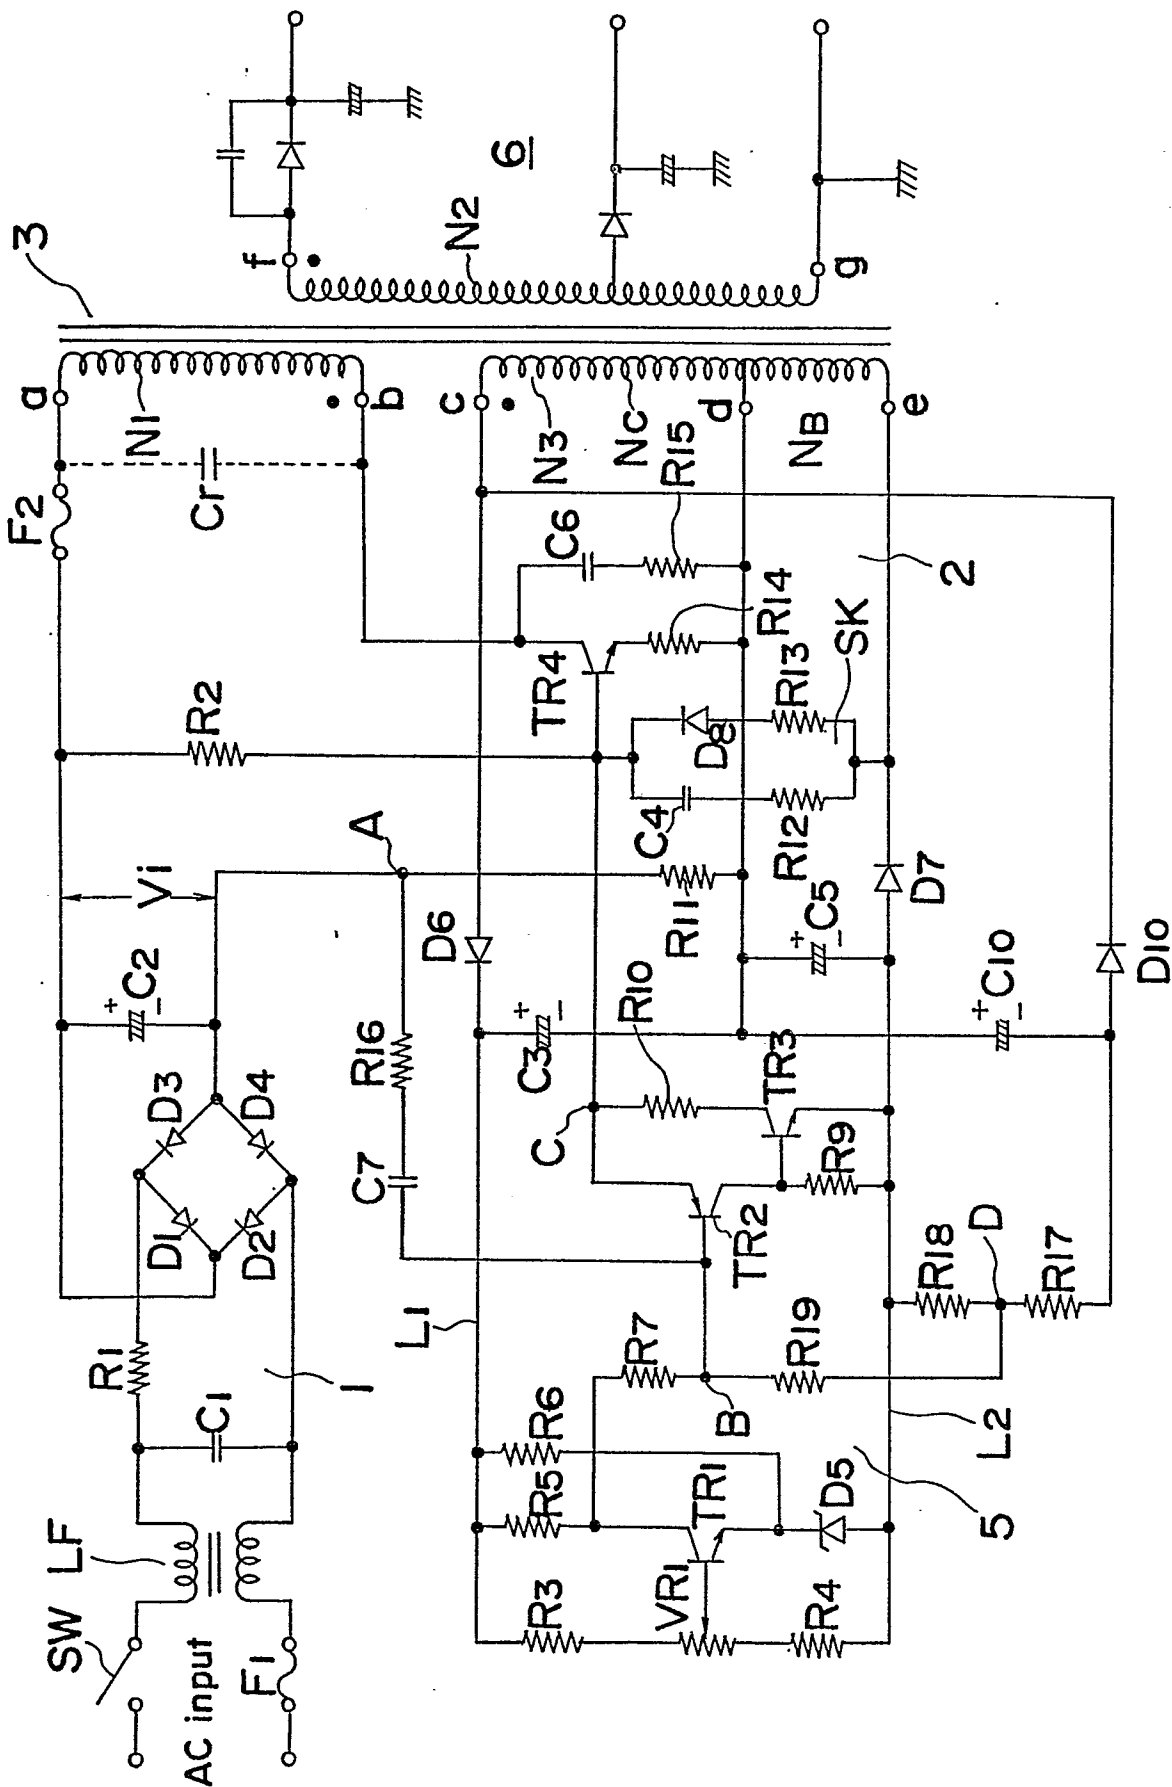 SW
LF
AC input
F1
R1
C1
1
D1
D2
D3
D4
C2
+
−
Vi
R2
F2
Cr
a
N1
b
3
f
N2
6
g
c
N3
Nc
d
NB
e
A
R16
C7
D6
L1
C3
+
−
R10
C
TR3
TR2
R9
R11
C4
R12
SK
R13
D8
TR4
R14
C6
R15
2
C5
+
−
D7
C10
+
−
D10
R18
D
R17
R7
B
R19
R6
R5
TR1
D5
L2
5
R3
VR1
R4